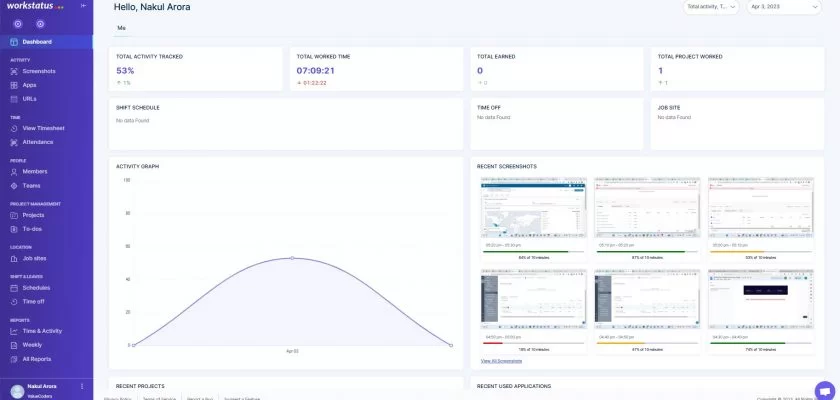 workstatus
Hello, Nakul Arora
Total activity, T...
Apr 3, 2023
Me
Dashboard
ACTIVITY
Screenshots
Apps
URLs
TIME
View Timesheet
Attendance
PEOPLE
Members
Teams
PROJECT MANAGEMENT
Projects
To-dos
LOCATION
Job sites
SHIFT & LEAVES
Schedules
Time off
REPORTS
Time & Activity
Weekly
All Reports
Nakul Arora
ValueCoders
TOTAL ACTIVITY TRACKED
53%
↑ 1%
TOTAL WORKED TIME
07:09:21
↓ 01:22:22
TOTAL EARNED
0
0
TOTAL PROJECT WORKED
1
↑ 1
SHIFT SCHEDULE
No data Found
TIME OFF
No data Found
JOB SITE
No data Found
ACTIVITY GRAPH
100
80
60
40
20
0
Apr-03
RECENT SCREENSHOTS
05:20 pm - 05:30 pm
84% of 10 minutes
05:10 pm - 05:20 pm
87% of 10 minutes
05:00 pm - 05:10 pm
50% of 10 minutes
04:50 pm - 05:00 pm
of 10 minutes
04:40 pm - 04:50 pm
47% of 10 minutes
04:30 pm - 04:40 pm
74% of 10 minutes
View All Screenshots
RECENT PROJECTS
RECENT USED APPLICATIONS
Privacy Policy
Terms of Service
Report a Bug
Suggest a Feature
Copyright © 2023, All Rights